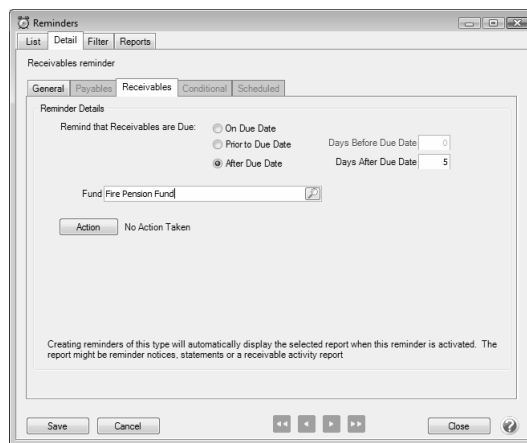 Reminders
List Detail Filter Reports
Receivables reminder
General Payables Receivables Conditional Scheduled
Reminder Details
Remind that Receivables are Due: On Due Date
Prior to Due Date Days Before Due Date 0
After Due Date Days After Due Date 5
Fund Fire Pension Fund
Action No Action Taken
Creating reminders of this type will automatically display the selected report when this reminder is activated. The
report might be reminder notices, statements or a receivable activity report
Save Cancel Close ?